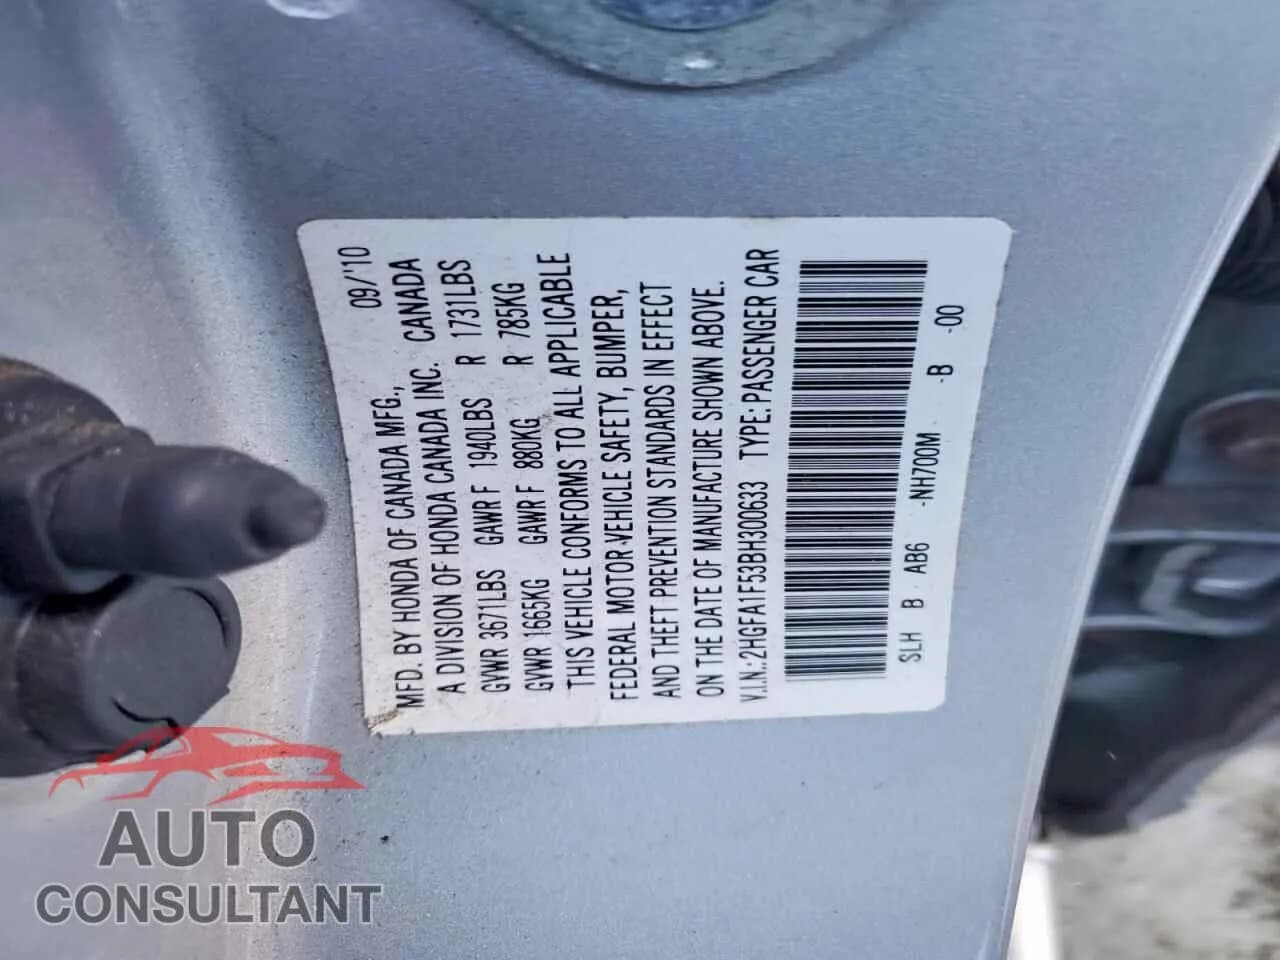 09/'10
MFD. BY HONDA OF CANADA MFG.,
A DIVISION OF HONDA CANADA INC. CANADA
GVWR 3671LBS GAWR F 1940LBS R 1731LBS
GVWR 1665KG GAWR F 880KG R 785KG
THIS VEHICLE CONFORMS TO ALL APPLICABLE
FEDERAL MOTOR VEHICLE SAFETY, BUMPER,
AND THEFT PREVENTION STANDARDS IN EFFECT
ON THE DATE OF MANUFACTURE SHOWN ABOVE.
V.I.N.: 2HGFA1F53BH300633 TYPE: PASSENGER CAR
SLH B AB6 -NH700M -B -00
AUTO
CONSULTANT